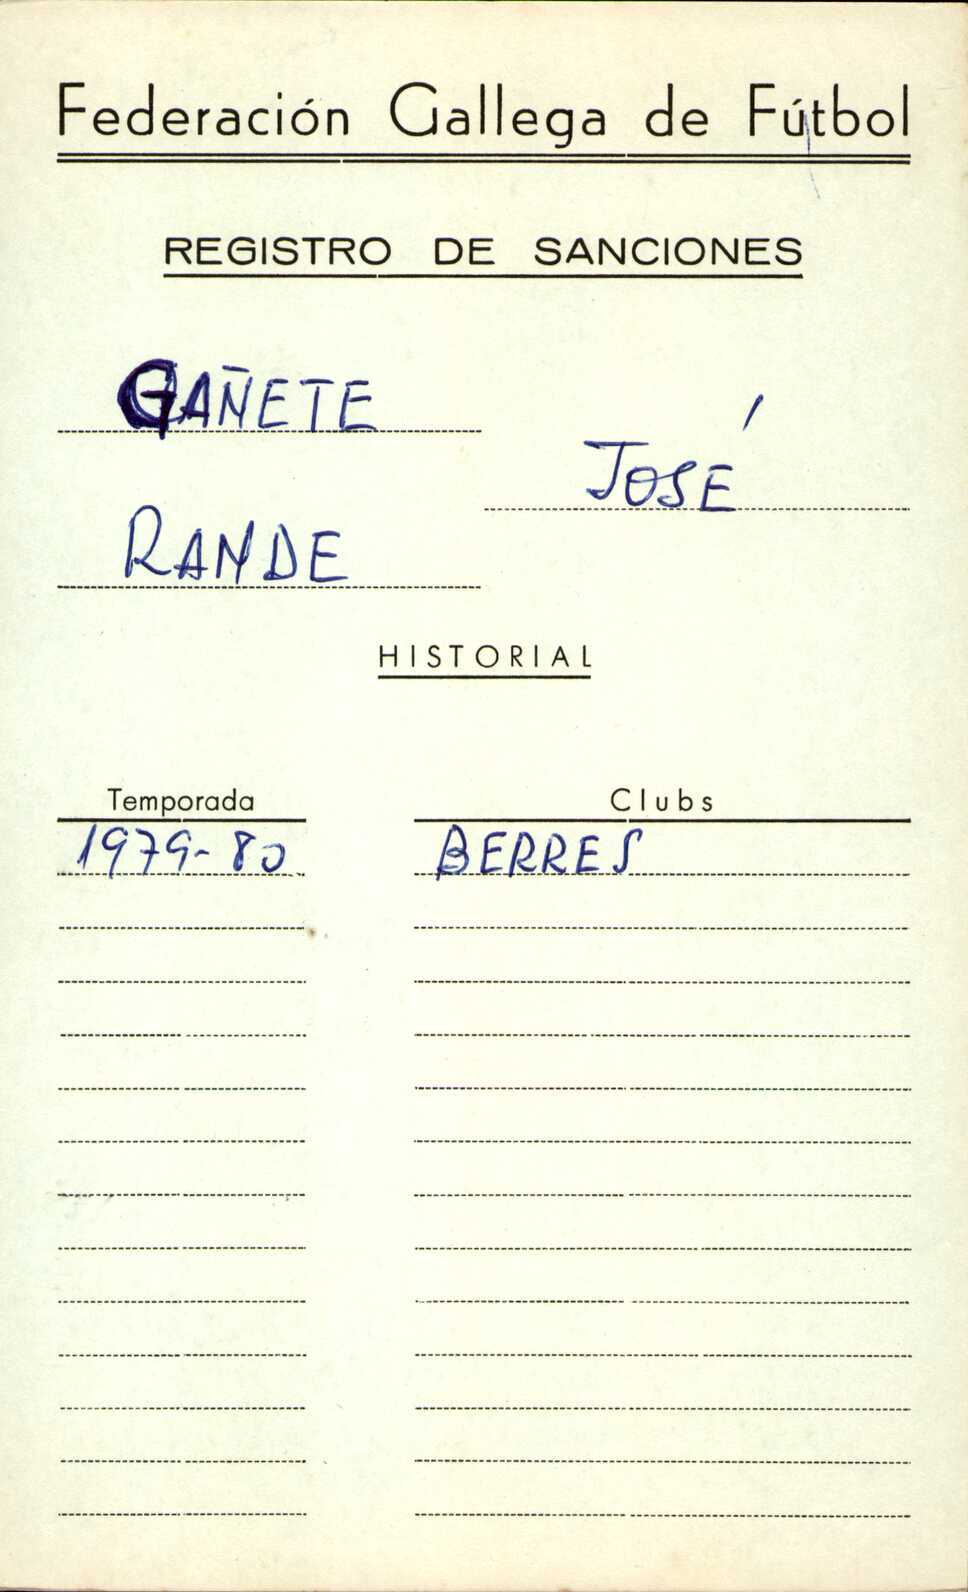 Federación Gallega de Fútbol
REGISTRO DE SANCIONES
GAÑETE
JOSÉ
RANDE
HISTORIAL
Temporada Clubs
1979-80 BERRES